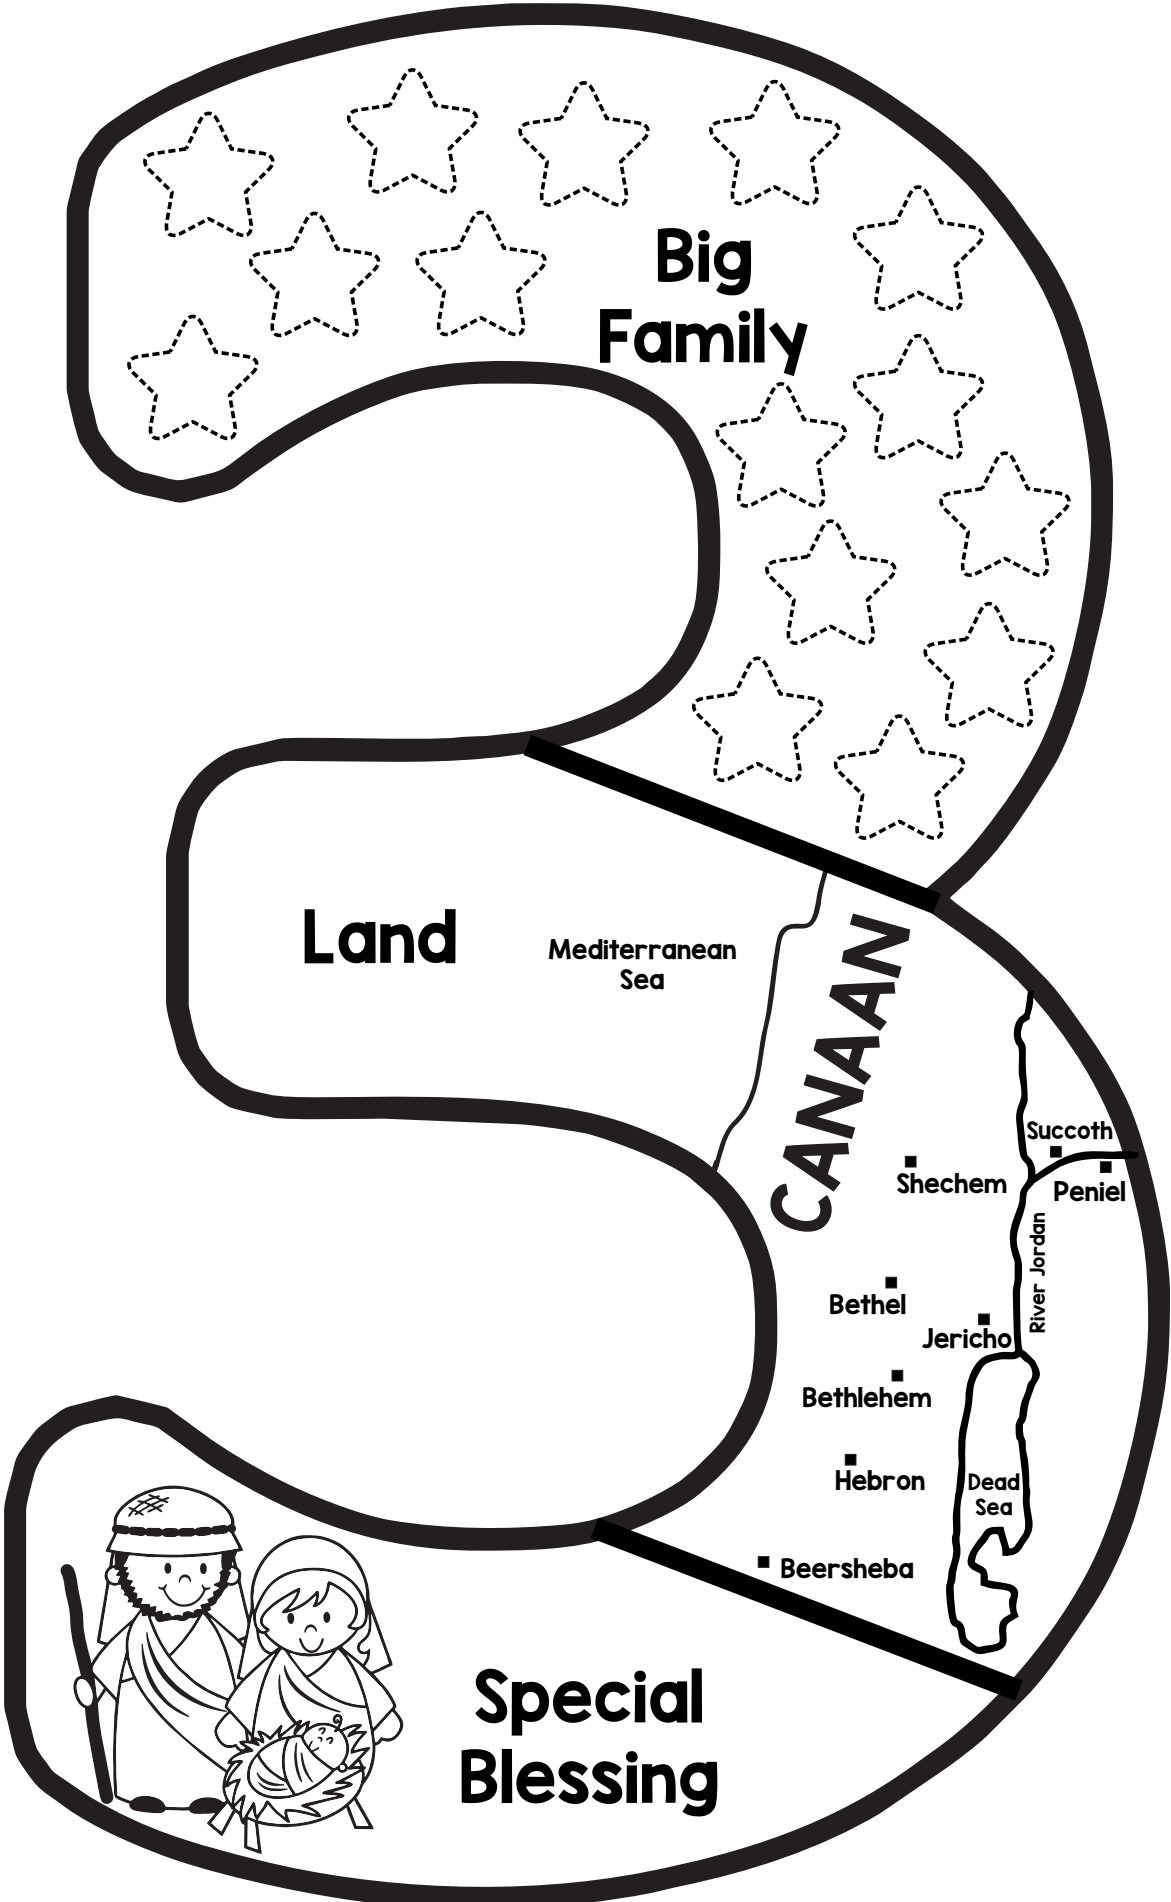 Big
Family
Land
Mediterranean
Sea
CANAAN
Succoth
Shechem
Peniel
River Jordan
Bethel
Jericho
Bethlehem
Hebron
Dead
Sea
Beersheba
Special
Blessing